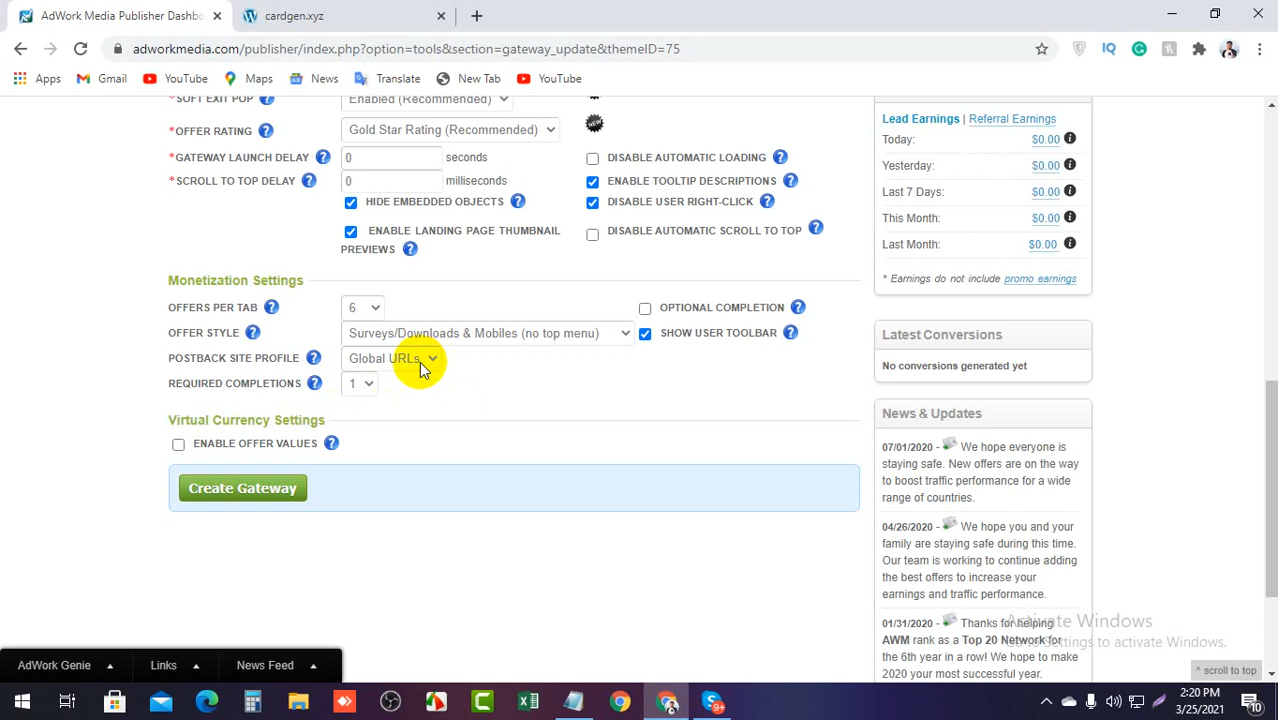 AdWork Media Publisher Dashbo
cardgen.xyz
adworkmedia.com/publisher/index.php?option=tools&section=gateway_update&themeID=75
Apps
Gmail
YouTube
Maps
News
Translate
New Tab
YouTube
*SOFT EXIT POP
Enabled (Recommended)
*OFFER RATING
Gold Star Rating (Recommended)
NEW
*GATEWAY LAUNCH DELAY
0
seconds
DISABLE AUTOMATIC LOADING
*SCROLL TO TOP DELAY
0
milliseconds
ENABLE TOOLTIP DESCRIPTIONS
HIDE EMBEDDED OBJECTS
DISABLE USER RIGHT-CLICK
ENABLE LANDING PAGE THUMBNAIL
PREVIEWS
DISABLE AUTOMATIC SCROLL TO TOP
Monetization Settings
OFFERS PER TAB
6
OPTIONAL COMPLETION
OFFER STYLE
Surveys/Downloads & Mobiles (no top menu)
SHOW USER TOOLBAR
POSTBACK SITE PROFILE
Global URLs
REQUIRED COMPLETIONS
1
Virtual Currency Settings
ENABLE OFFER VALUES
Create Gateway
Lead Earnings | Referral Earnings
Today: $0.00
Yesterday: $0.00
Last 7 Days: $0.00
This Month: $0.00
Last Month: $0.00
* Earnings do not include promo earnings
Latest Conversions
No conversions generated yet
News & Updates
07/01/2020 - We hope everyone is
staying safe. New offers are on the way
to boost traffic performance for a wide
range of countries.
04/26/2020 - We hope you and your
family are staying safe during this time.
Our team is working to continue adding
the best offers to increase your
earnings and traffic performance.
01/31/2020 - Thanks for helping
AWM rank as a Top 20 Network for
the 6th year in a row! We hope to make
2020 your most successful year.
Activate Windows
Go to Settings to activate Windows.
^ scroll to top
AdWork Genie
Links
News Feed
2:20 PM
3/25/2021